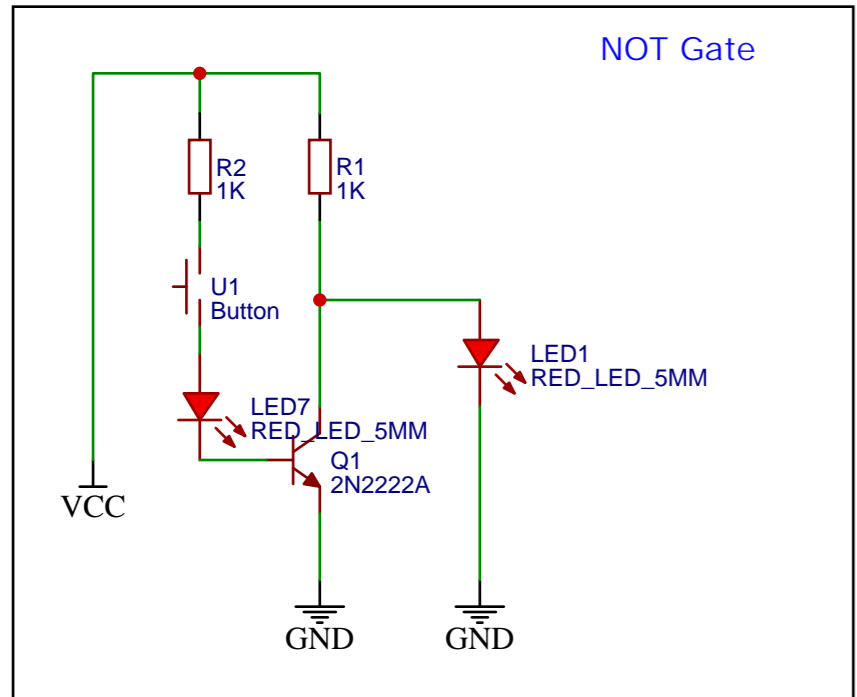 NOT Gate
R2
1K
R1
1K
U1
Button
LED1
RED_LED_5MM
LED7
RED_LED_5MM
Q1
2N2222A
VCC
GND
GND